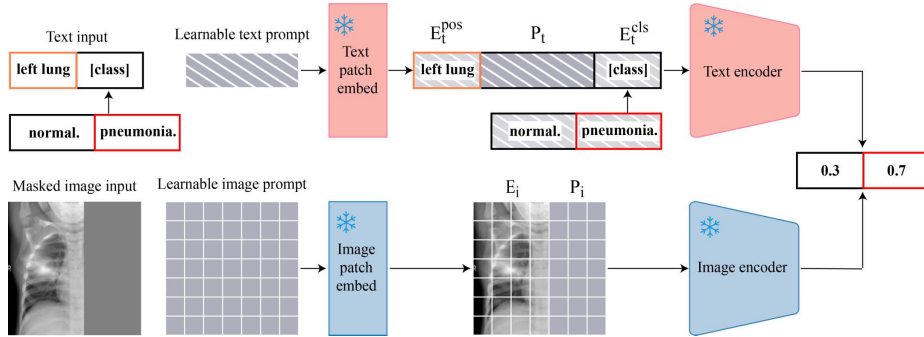 Text input
left lung [class]
normal. pneumonia.
Learnable text prompt
Text
patch
embed
E_t^pos P_t E_t^cls
left lung [class]
normal. pneumonia.
Text encoder
0.3 0.7
Masked image input
R
Learnable image prompt
Image
patch
embed
E_i P_i
Image encoder